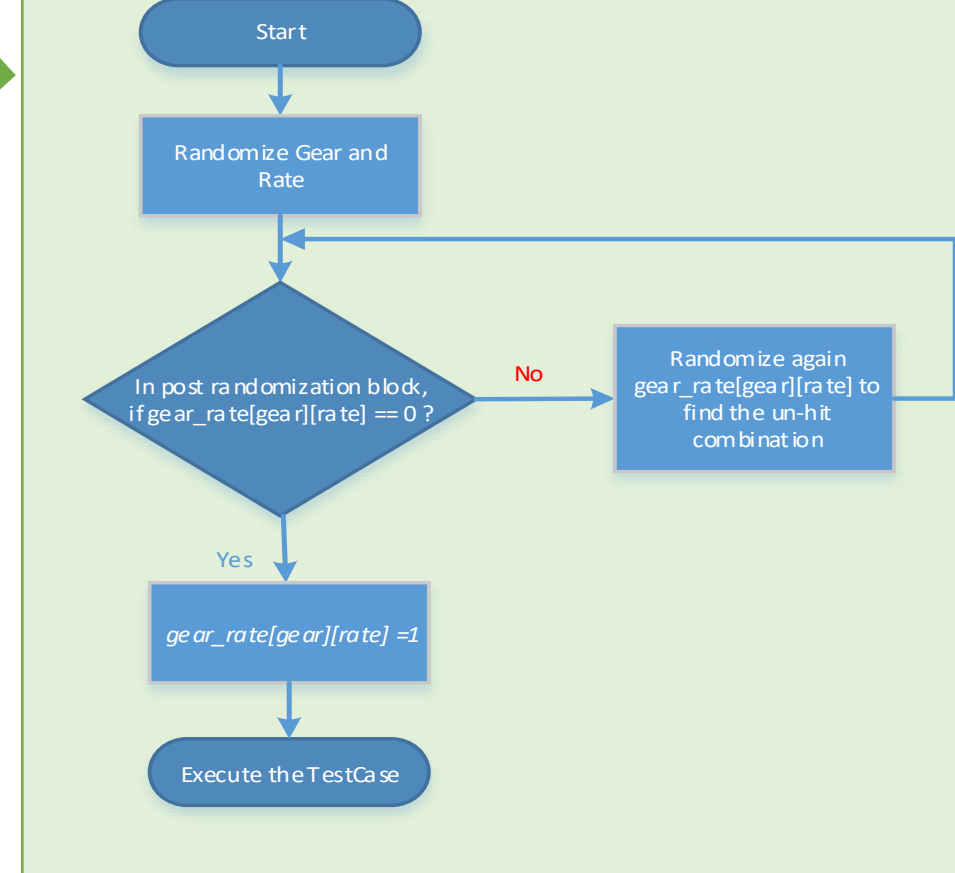 Start
Randomize Gear and
Rate
In post randomization block,
if gear_rate[gear][rate] == 0 ?
No
Randomize again
gear_rate[gear][rate] to
find the un-hit
combination
Yes
gear_rate[gear][rate] =1
Execute the TestCase